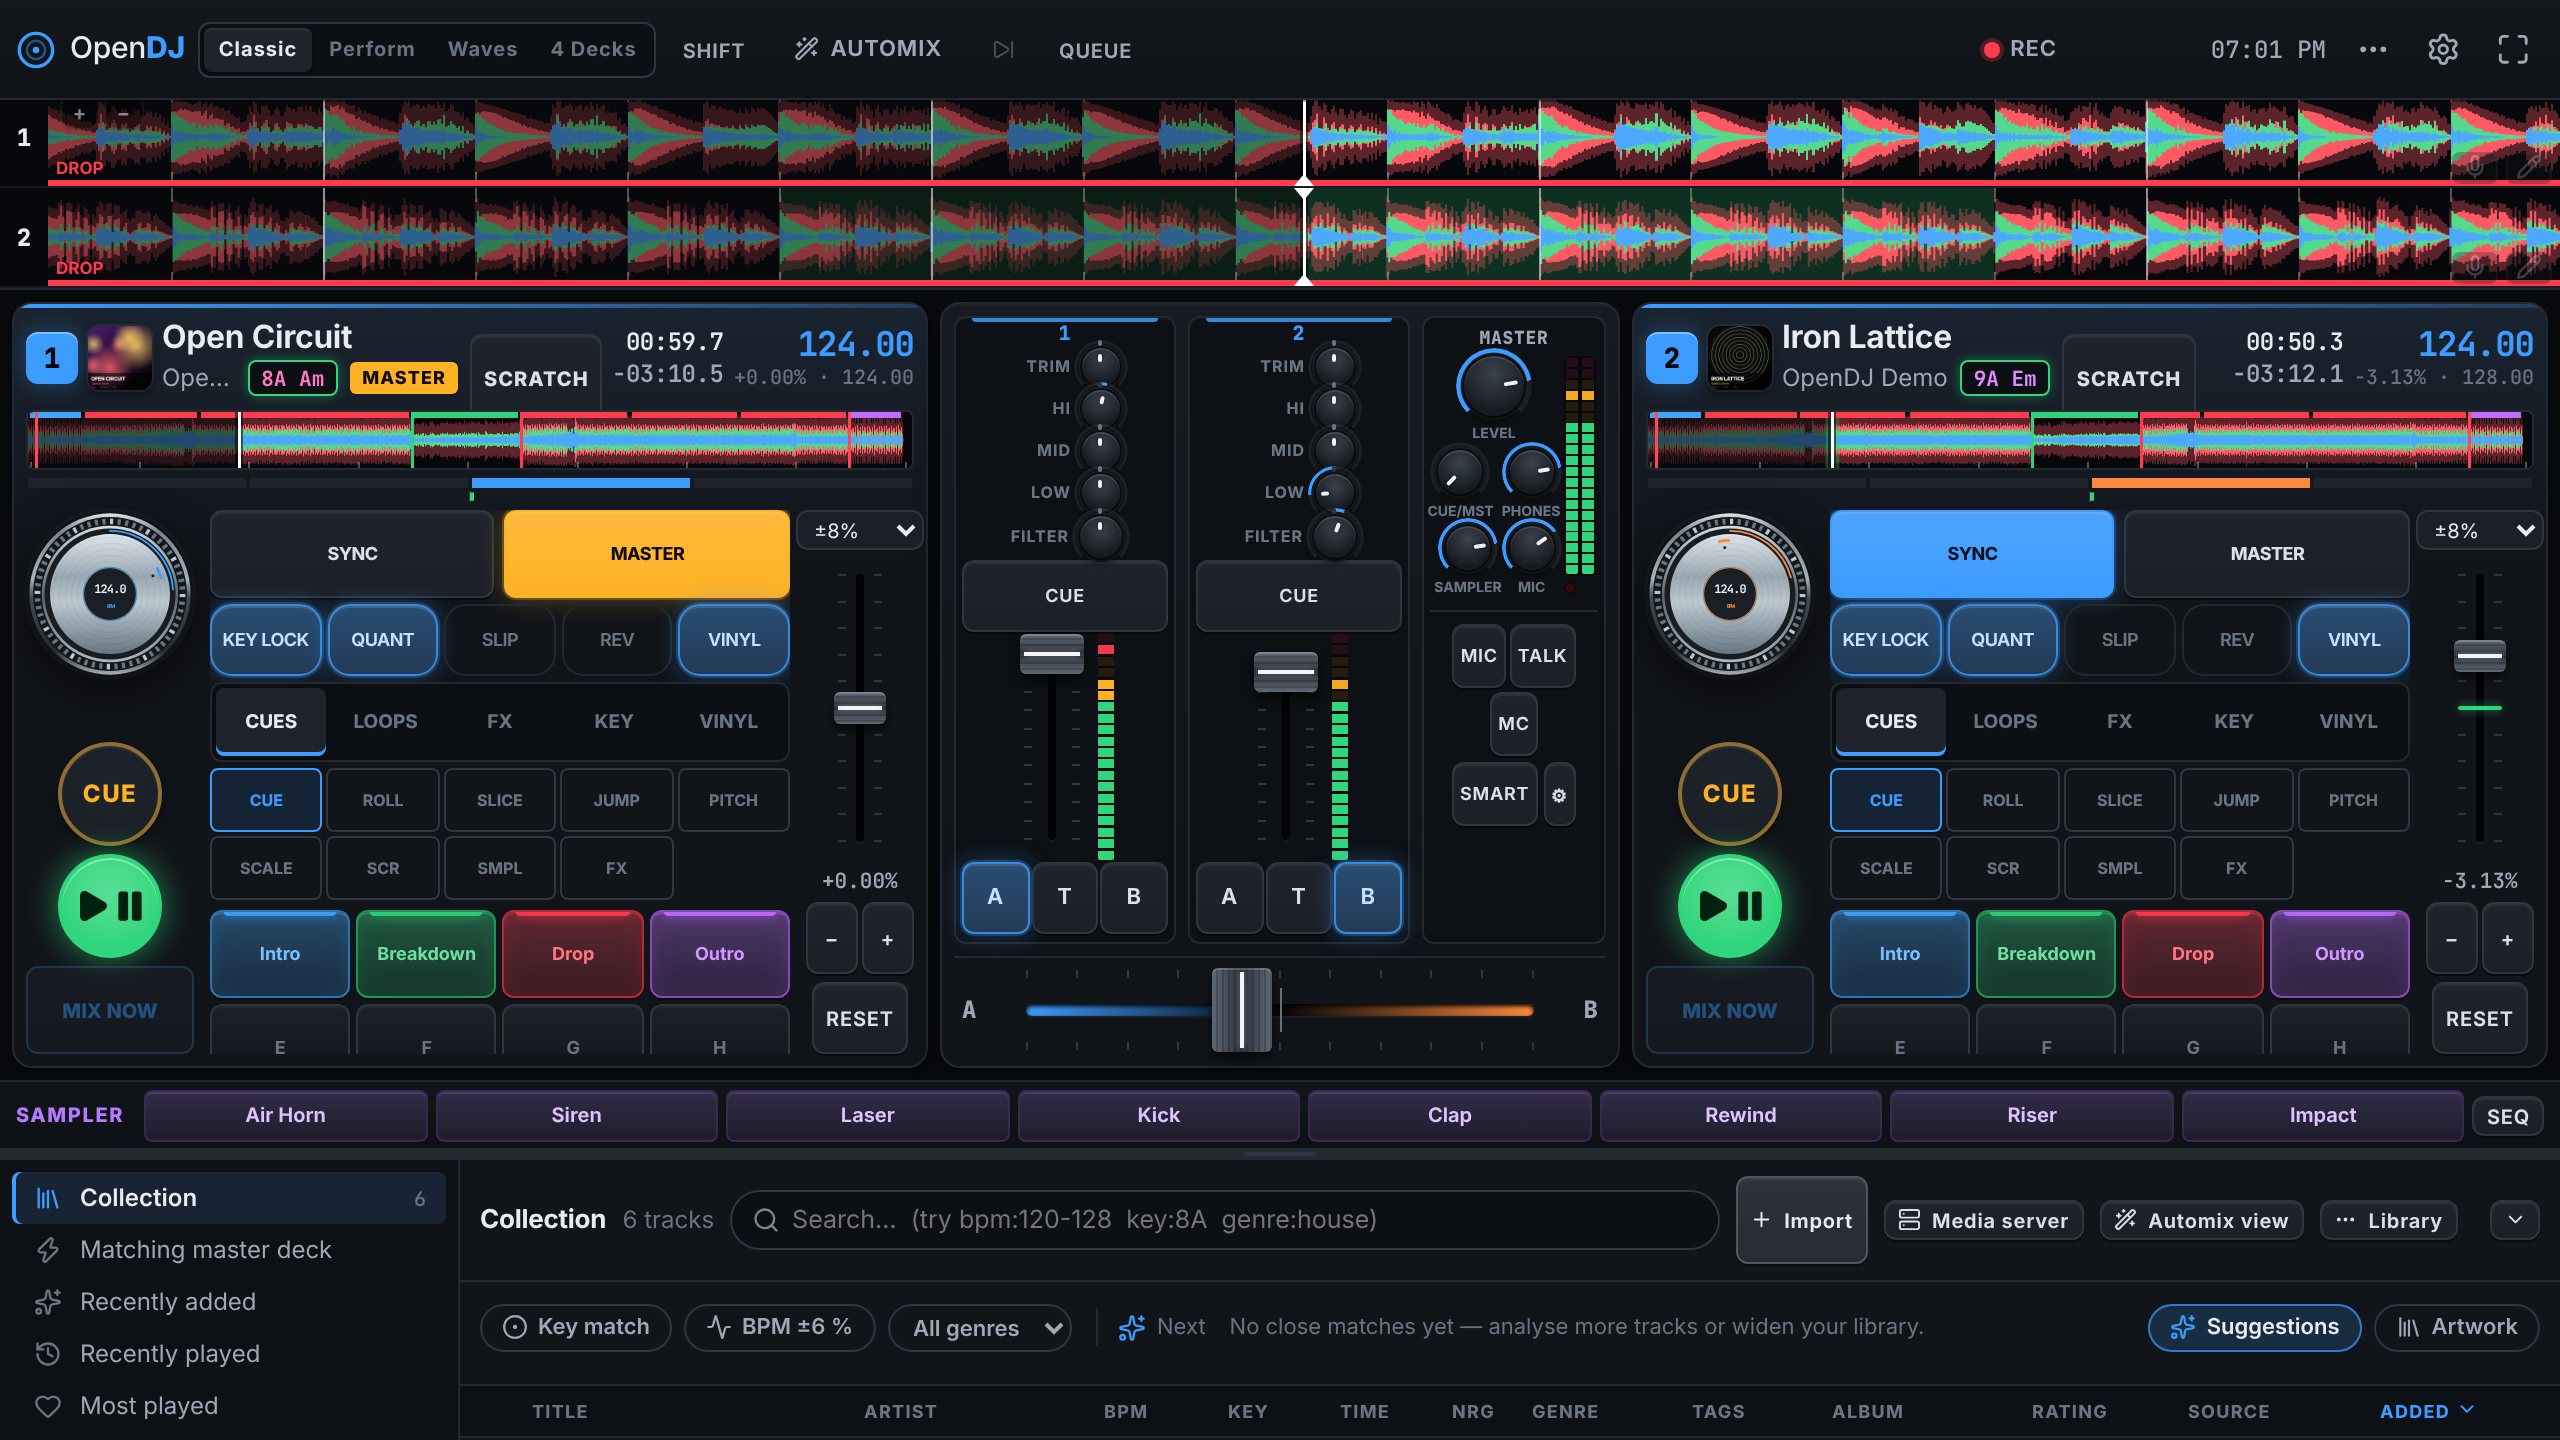 OpenDJ Classic Perform Waves 4 Decks SHIFT AUTOMIX QUEUE REC 07:01 PM
1 + −
DROP
2
DROP
1 Open Circuit
Ope... 8A Am MASTER SCRATCH
00:59.7 124.00
-03:10.5 +0.00% · 124.00
SYNC MASTER ±8%
124.0
BPM
KEY LOCK QUANT SLIP REV VINYL
CUES LOOPS FX KEY VINYL
CUE
CUE ROLL SLICE JUMP PITCH
SCALE SCR SMPL FX
+0.00%
− +
Intro Breakdown Drop Outro
MIX NOW
RESET
E F G H
1 2 MASTER
TRIM TRIM
HI HI
LEVEL
MID MID
LOW LOW
CUE/MST PHONES
FILTER FILTER
SAMPLER MIC
CUE CUE
MIC TALK
MC
SMART
A T B A T B
A B
2 Iron Lattice
OpenDJ Demo 9A Em SCRATCH
00:50.3 124.00
-03:12.1 -3.13% · 128.00
SYNC MASTER ±8%
124.0
BPM
KEY LOCK QUANT SLIP REV VINYL
CUES LOOPS FX KEY VINYL
CUE
CUE ROLL SLICE JUMP PITCH
SCALE SCR SMPL FX
-3.13%
− +
Intro Breakdown Drop Outro
MIX NOW
RESET
E F G H
SAMPLER Air Horn Siren Laser Kick Clap Rewind Riser Impact SEQ
Collection 6
Matching master deck
Recently added
Recently played
Most played
Collection 6 tracks Search... (try bpm:120-128 key:8A genre:house) + Import Media server Automix view Library
Key match BPM ±6 % All genres Next No close matches yet — analyse more tracks or widen your library. Suggestions Artwork
TITLE ARTIST BPM KEY TIME NRG GENRE TAGS ALBUM RATING SOURCE ADDED